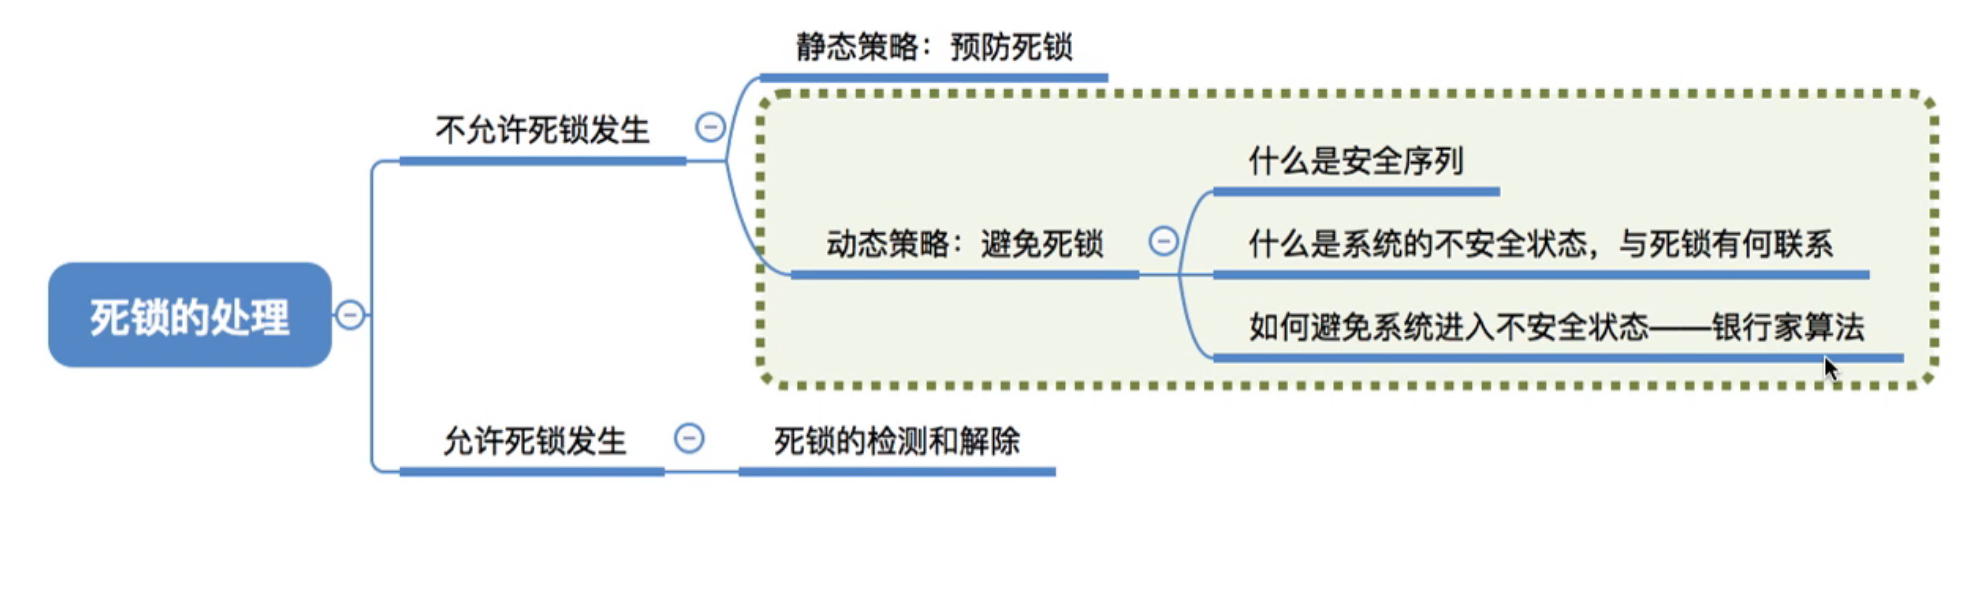 死锁的处理
不允许死锁发生
静态策略：预防死锁
动态策略：避免死锁
什么是安全序列
什么是系统的不安全状态，与死锁有何联系
如何避免系统进入不安全状态——银行家算法
允许死锁发生
死锁的检测和解除